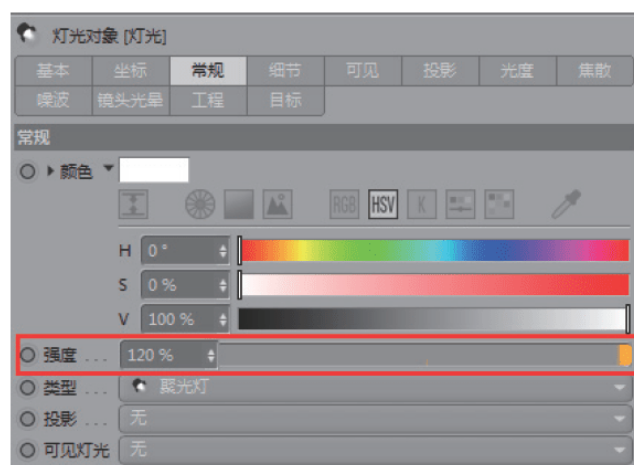 灯光对象 [灯光]
基本 坐标 常规 细节 可见 投影 光度 焦散
噪波 镜头光晕 工程 目标
常规
颜色
RGB HSV K
H 0°
S 0%
V 100 %
强度 ... 120 %
类型 ... 聚光灯
投影 ... 无
可见灯光 无